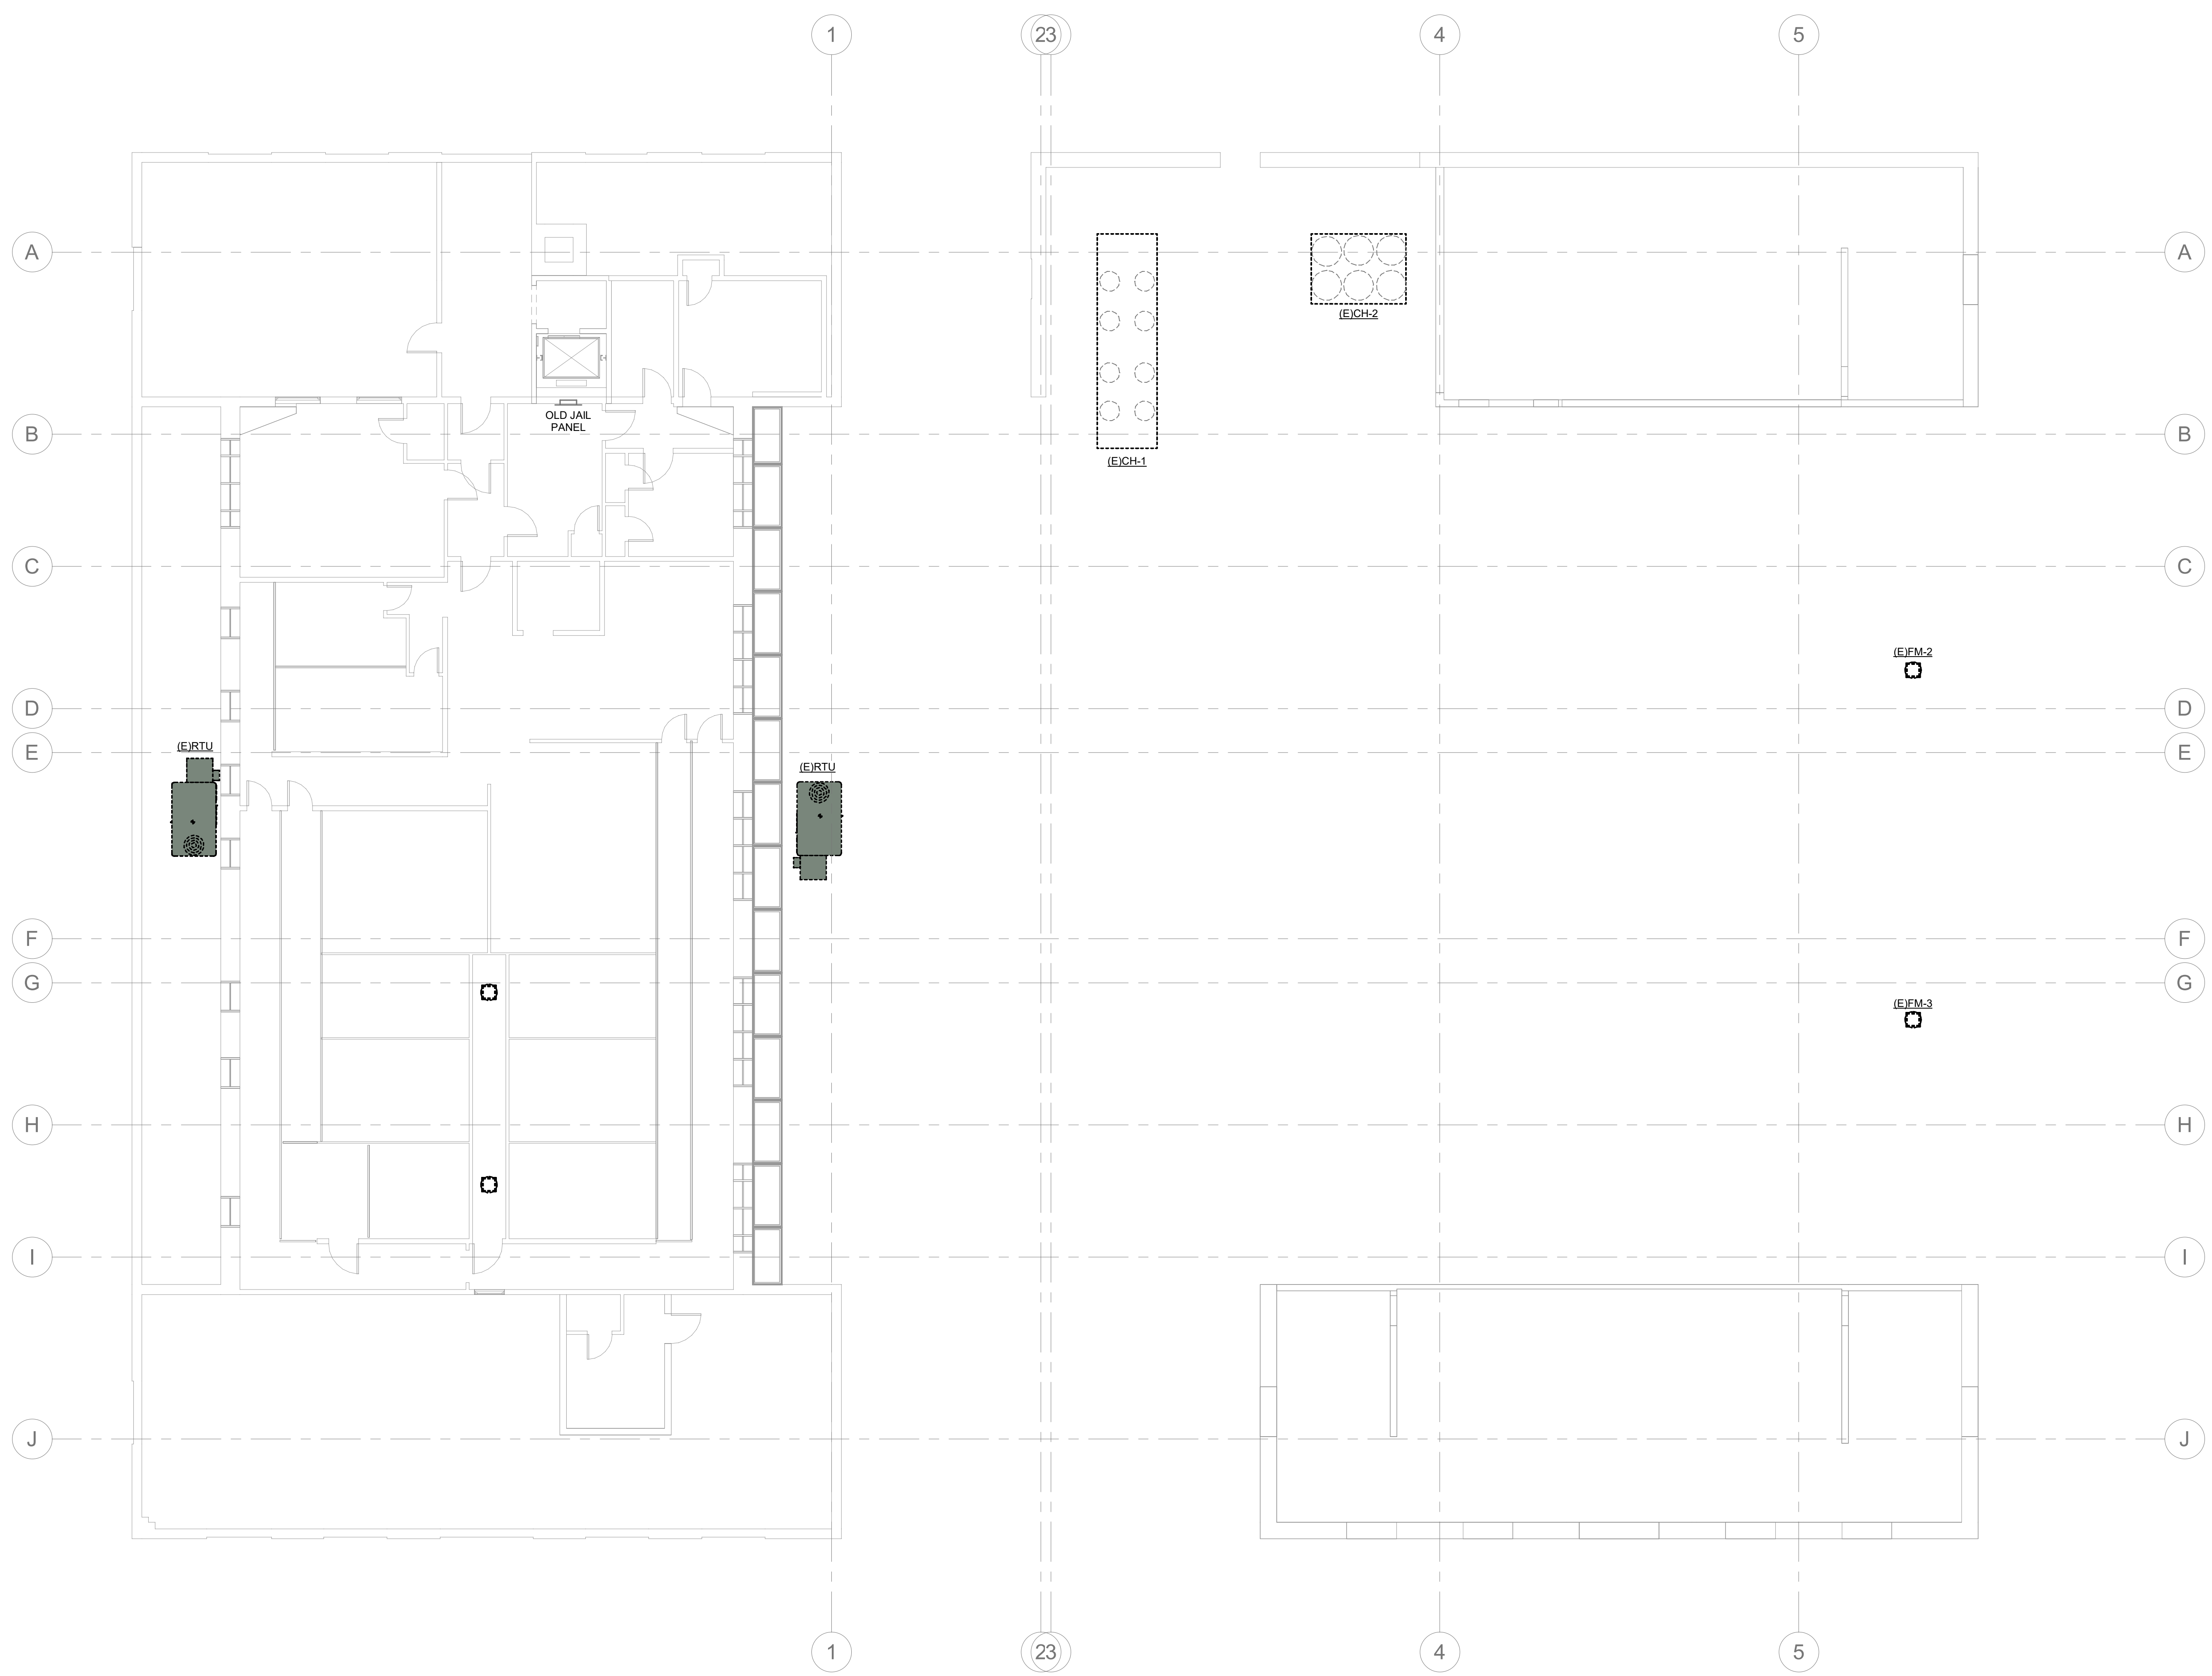 1
23
4
5
A
A
(E)CH-2
OLD JAIL
PANEL
B
B
(E)CH-1
C
C
(E)FM-2
D
D
(E)RTU
E
E
(E)RTU
F
F
G
G
(E)FM-3
H
H
I
I
J
J
1
23
4
5